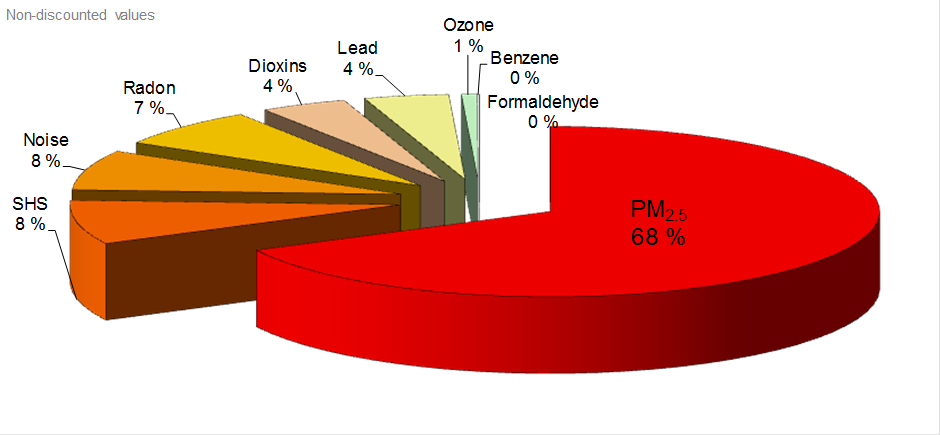 Non-discounted values
Ozone
1 %
Benzene
0 %
Formaldehyde
0 %
Lead
4 %
Dioxins
4 %
Radon
7 %
Noise
8 %
SHS
8 %
PM2.5
68 %